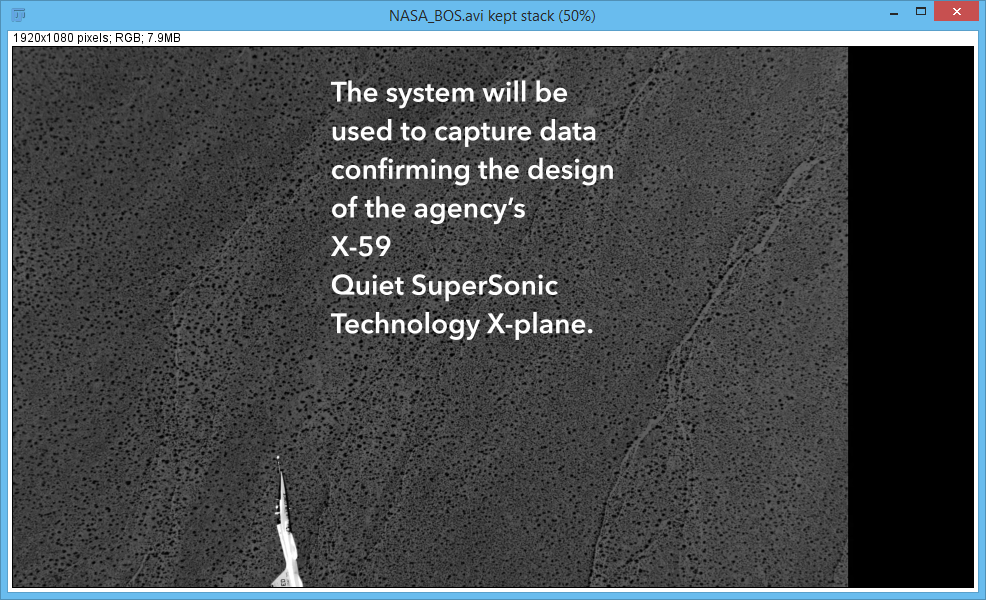 NASA_BOS.avi kept stack (50%)
1920x1080 pixels; RGB; 7.9MB
The system will be
used to capture data
confirming the design
of the agency’s
X-59
Quiet SuperSonic
Technology X-plane.